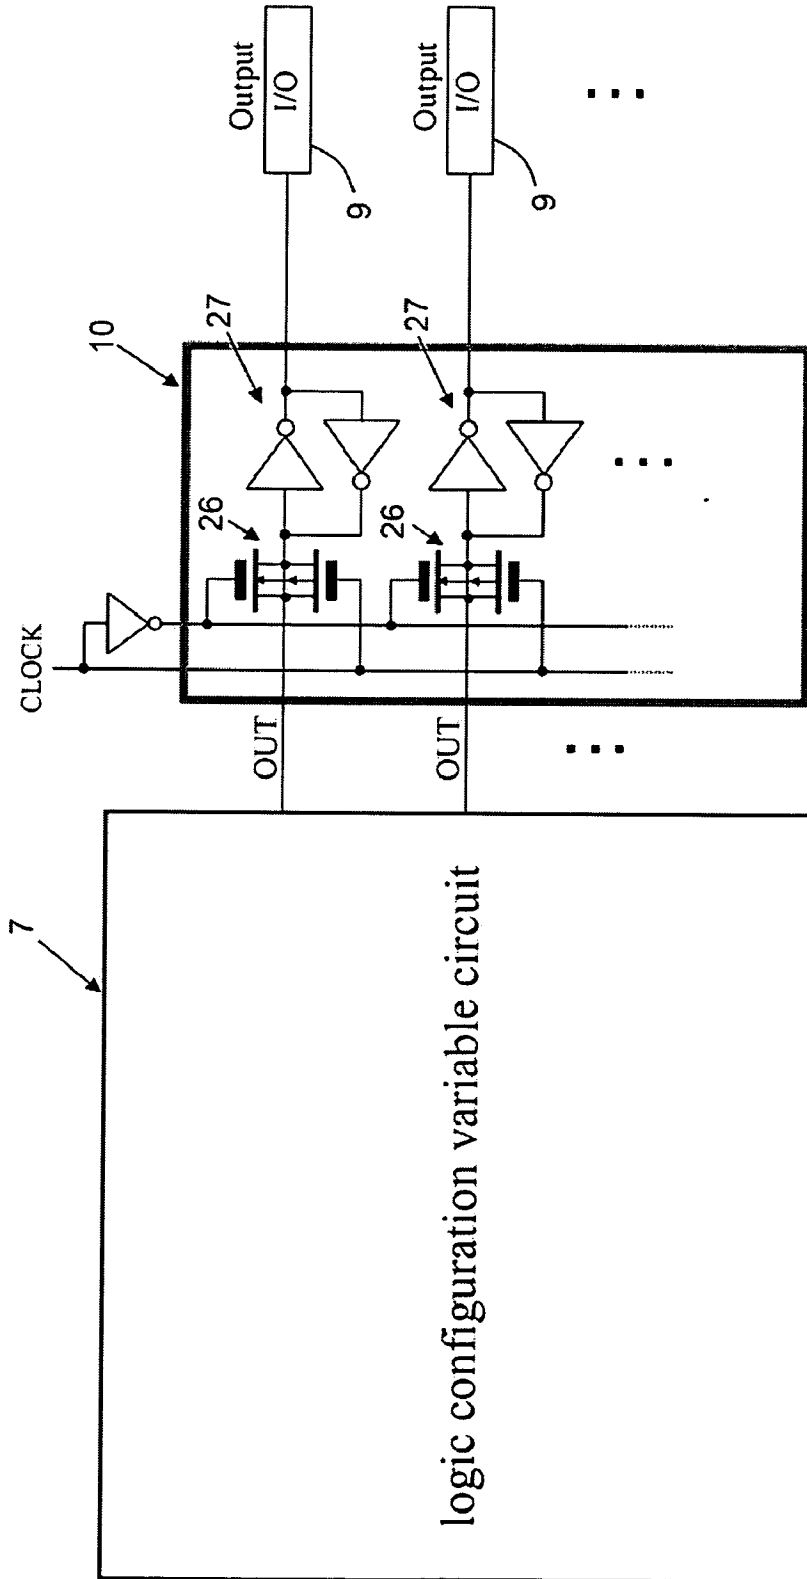 7
logic configuration variable circuit
CLOCK
10
OUT
26
27
Output
I/O
9
OUT
26
27
Output
I/O
9